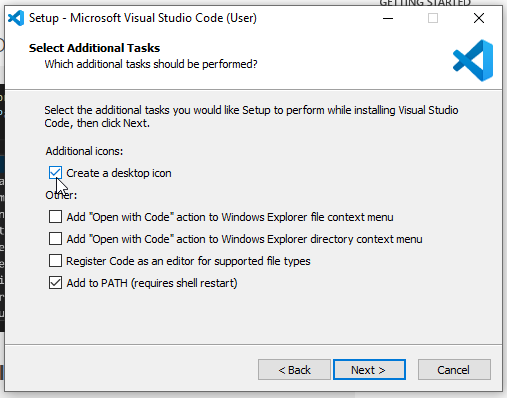 GETTING STARTED
Setup - Microsoft Visual Studio Code (User)
Select Additional Tasks
Which additional tasks should be performed?
Select the additional tasks you would like Setup to perform while installing Visual Studio
Code, then click Next.
Additional icons:
Create a desktop icon
Other:
Add "Open with Code" action to Windows Explorer file context menu
Add "Open with Code" action to Windows Explorer directory context menu
Register Code as an editor for supported file types
Add to PATH (requires shell restart)
< Back
Next >
Cancel